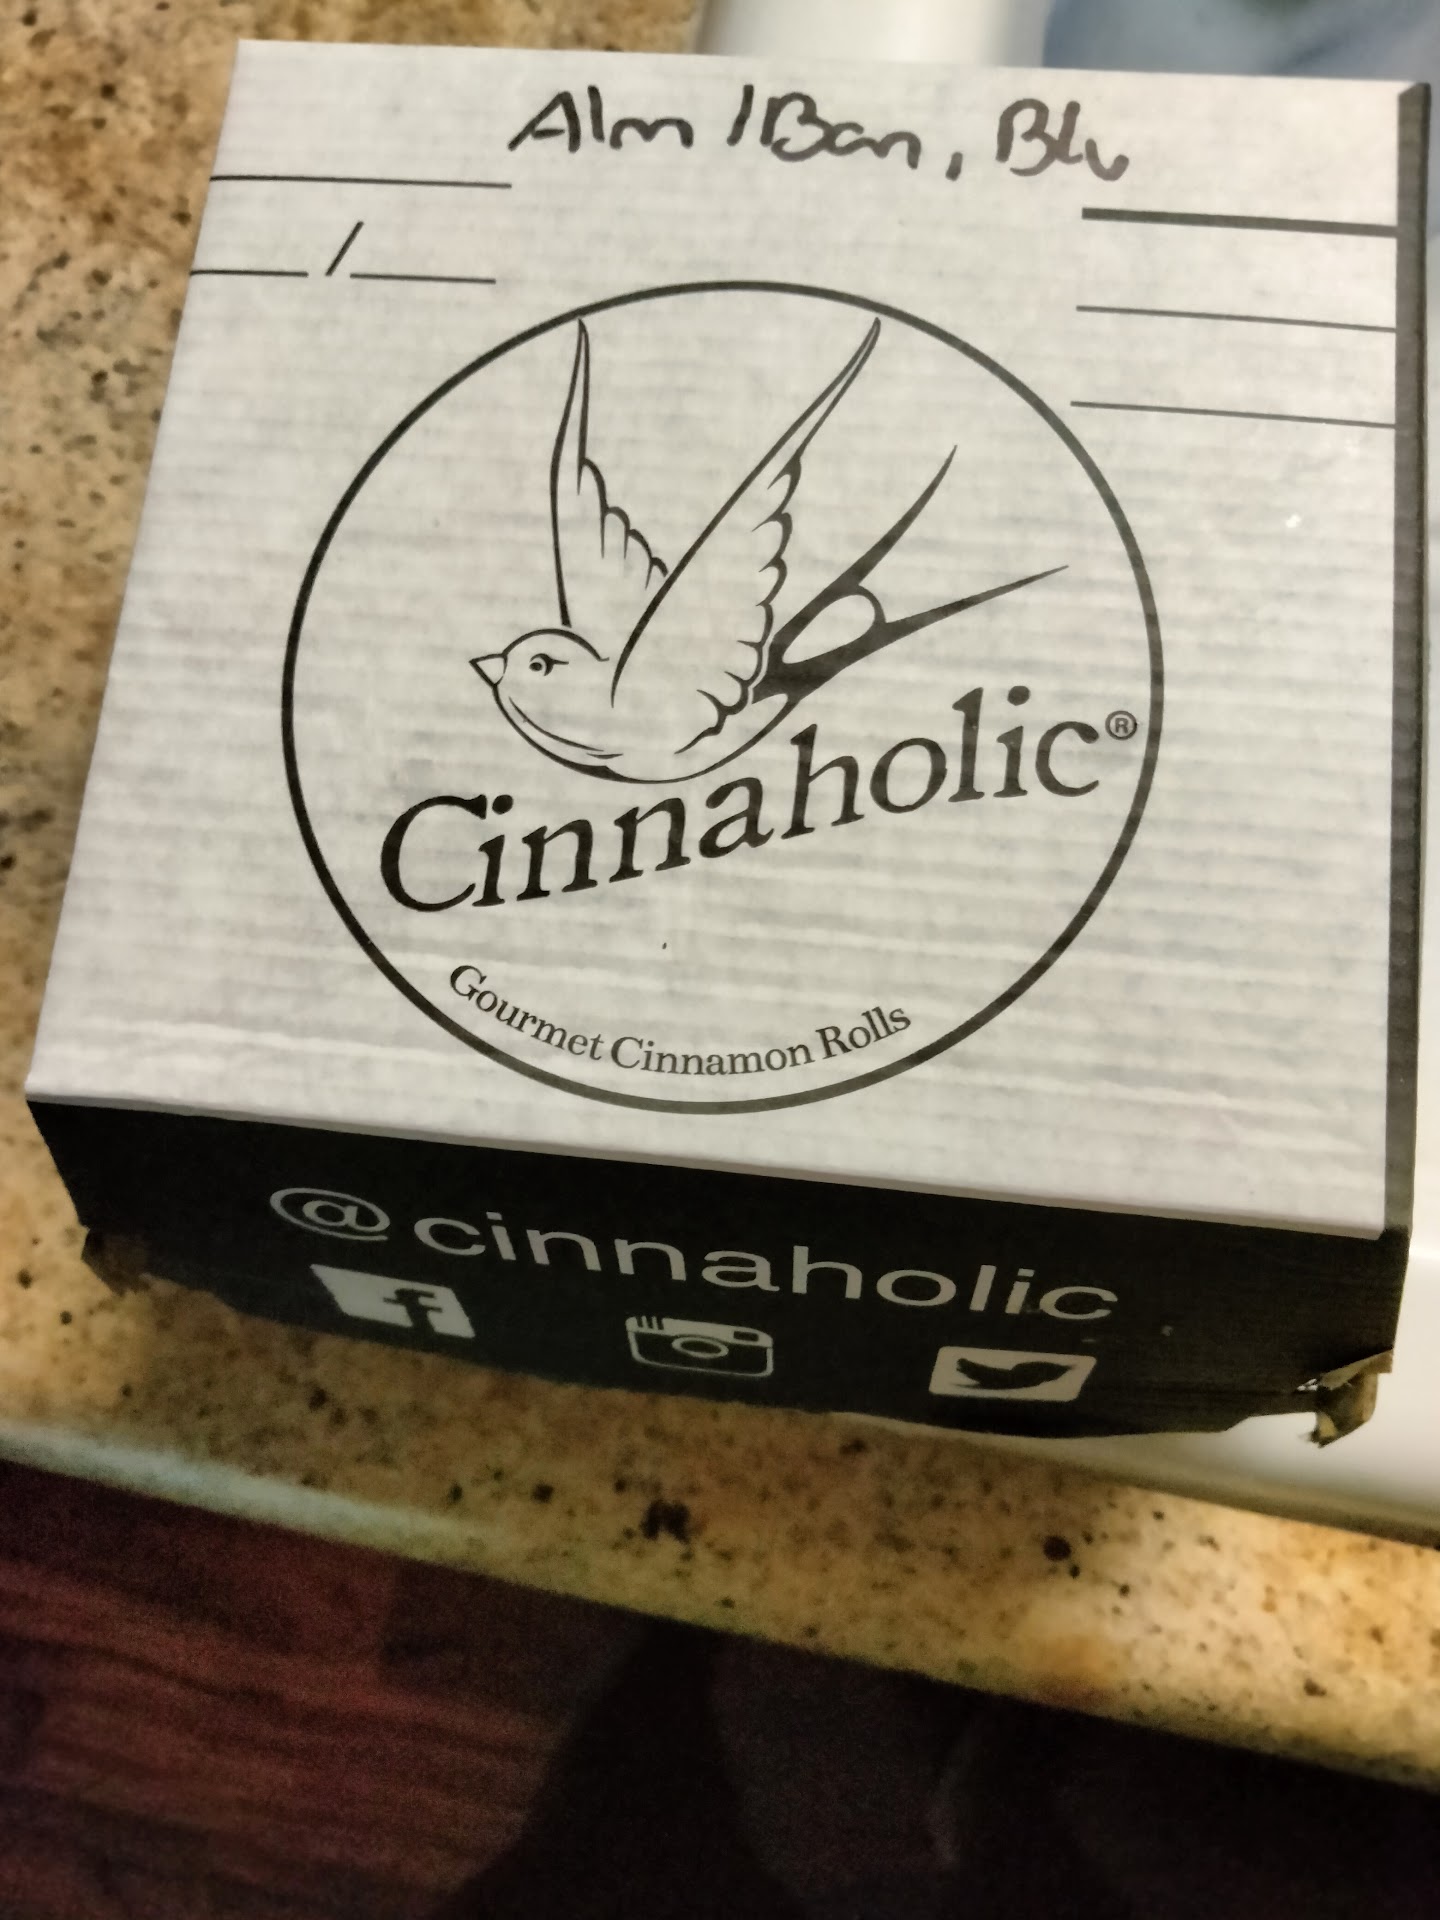 Alm / Ban, Blu
/
Cinnaholic®
Gourmet Cinnamon Rolls
@cinnaholic